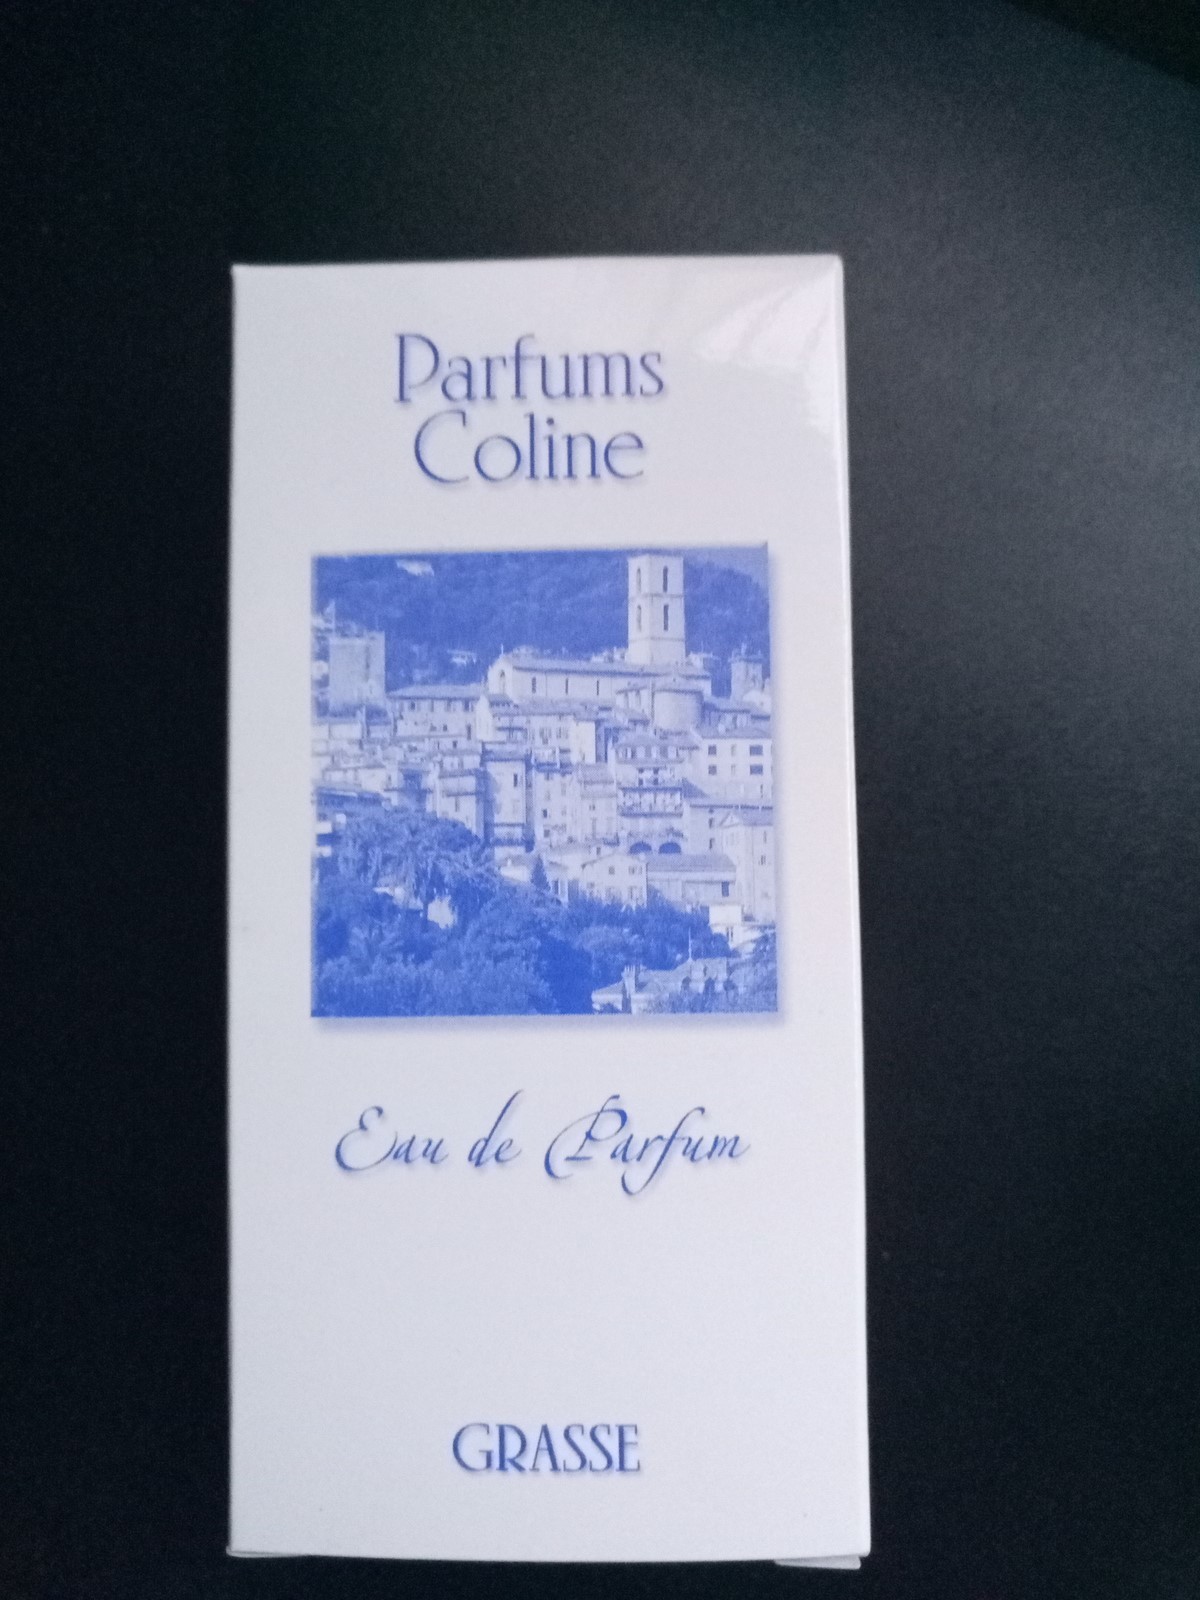 Parfums
Coline
Eau de Parfum
GRASSE